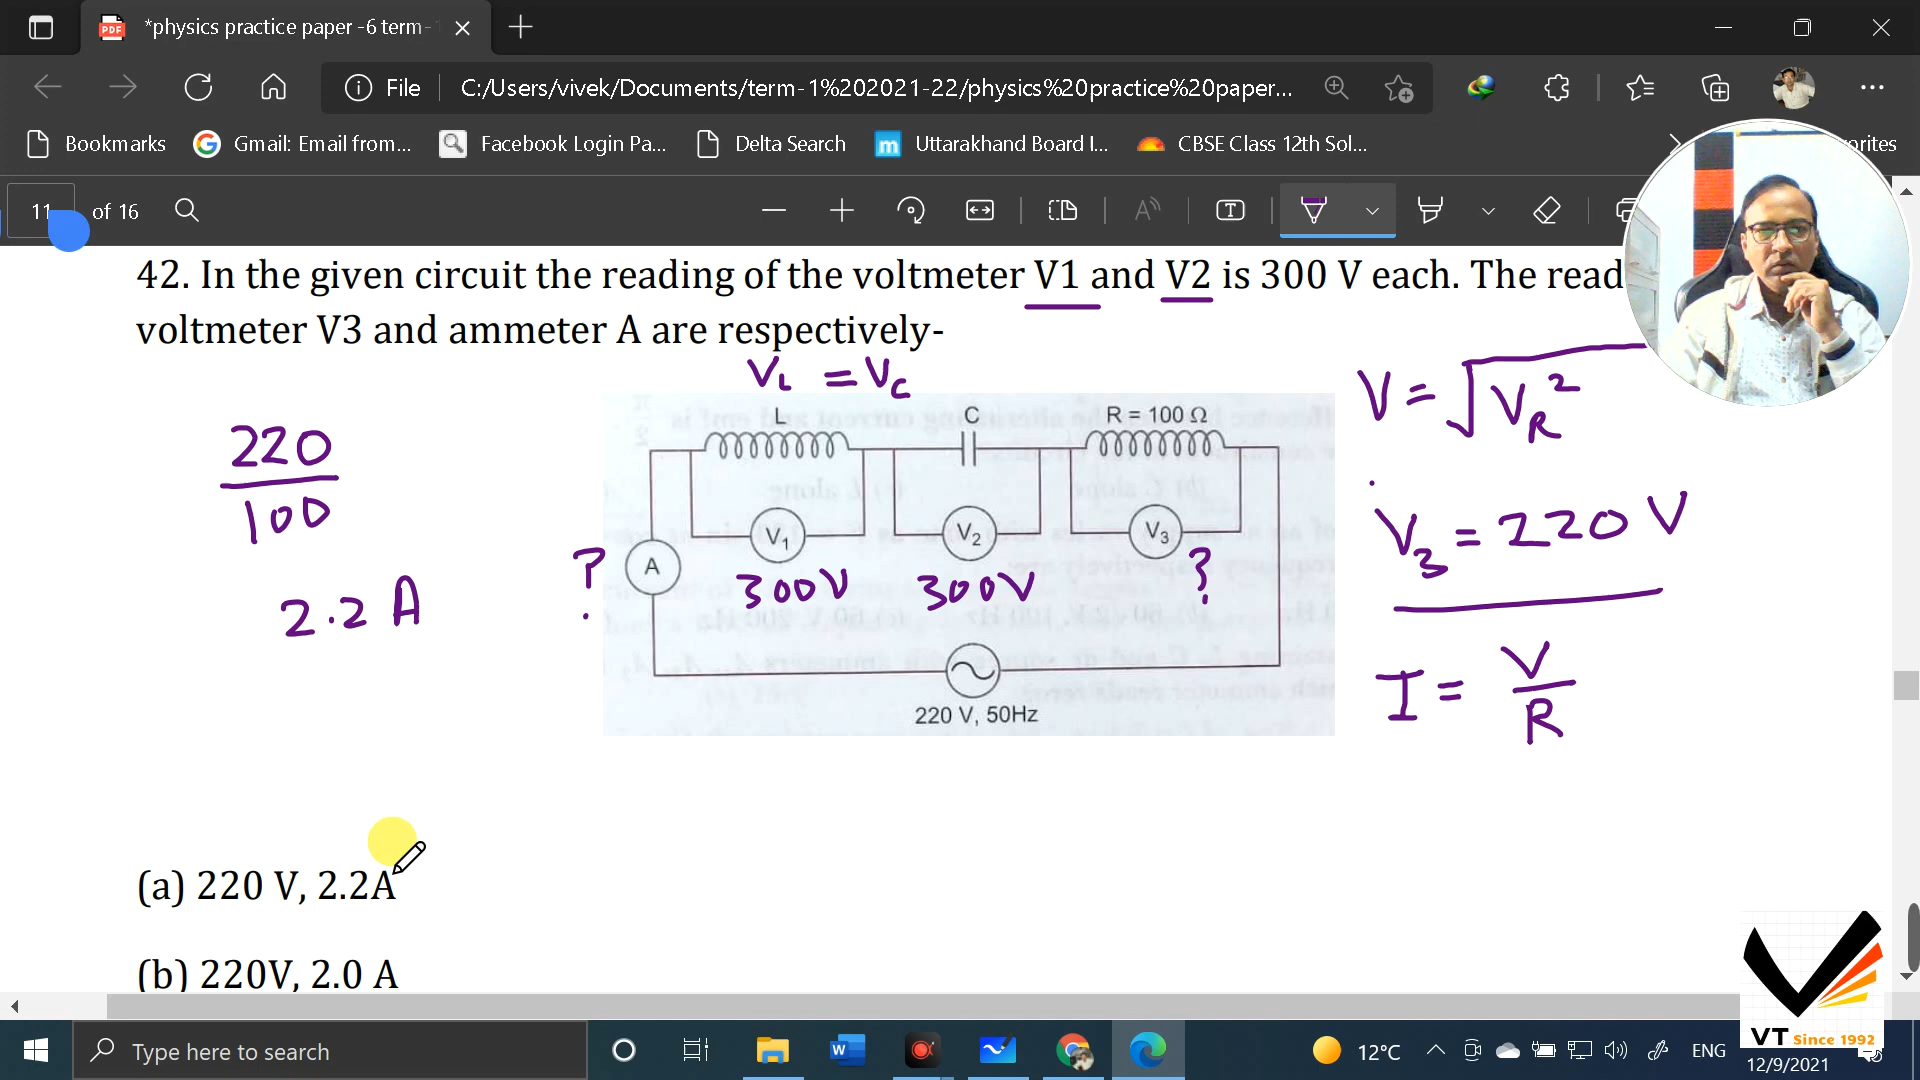 *physics practice paper -6 term-
File
C:/Users/vivek/Documents/term-1%202021-22/physics%20practice%20paper...
Bookmarks
Gmail: Email from...
Facebook Login Pa...
Delta Search
Uttarakhand Board I...
CBSE Class 12th Sol...
orites
11 of 16
42. In the given circuit the reading of the voltmeter V1 and V2 is 300 V each. The read
voltmeter V3 and ammeter A are respectively-
V_L = V_C
L
C
R = 100 Ω
V = √V_R²
220
100
V₁
V₂
V₃
V₃ = 220 V
?
A
300V
300V
?
2.2 A
I = V/R
220 V, 50Hz
(a) 220 V, 2.2A
(b) 220V, 2.0 A
VT Since 1992
Type here to search
12°C
ENG
12/9/2021